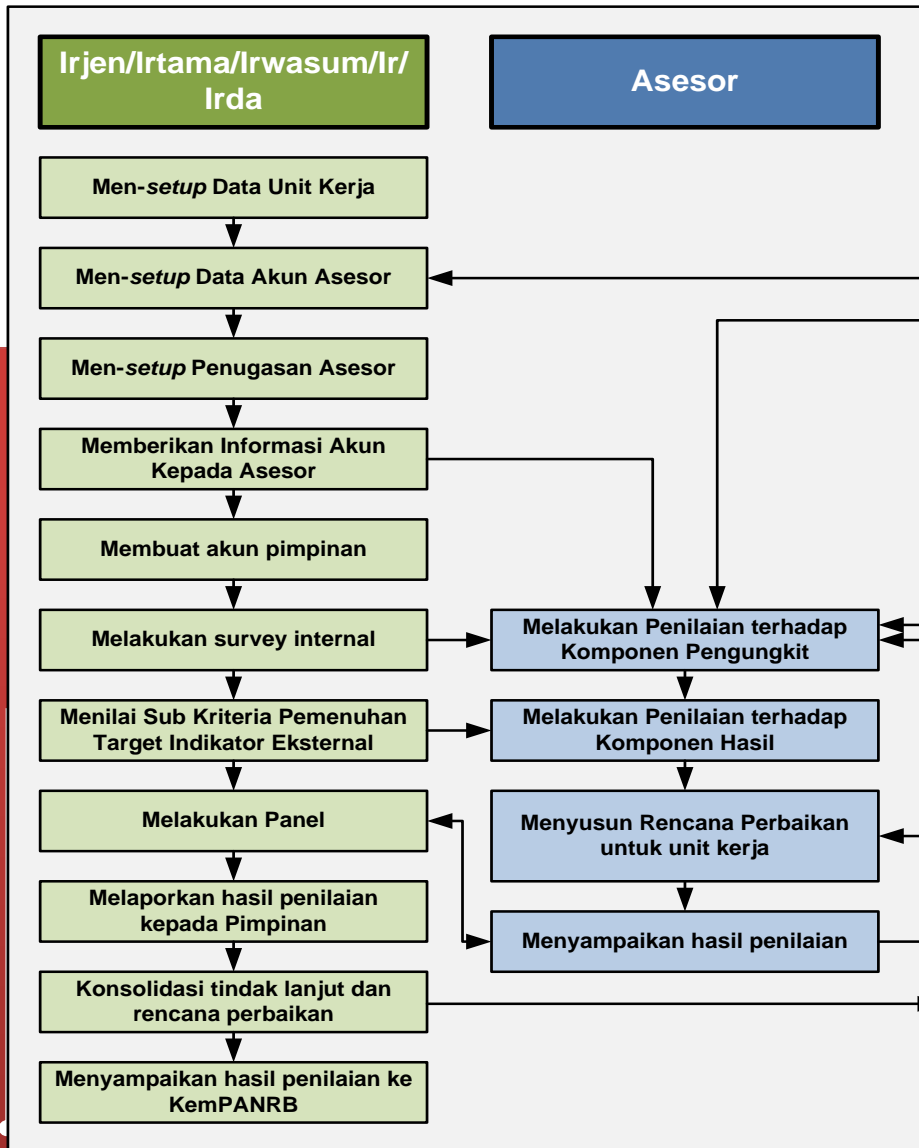 Irjen/Irtama/Irwasum/Ir/
Irda
Asesor
Men-setup Data Unit Kerja
Men-setup Data Akun Asesor
Men-setup Penugasan Asesor
Memberikan Informasi Akun
Kepada Asesor
Membuat akun pimpinan
Melakukan survey internal
Melakukan Penilaian terhadap
Komponen Pengungkit
Menilai Sub Kriteria Pemenuhan
Target Indikator Eksternal
Melakukan Penilaian terhadap
Komponen Hasil
Melakukan Panel
Menyusun Rencana Perbaikan
untuk unit kerja
Melaporkan hasil penilaian
kepada Pimpinan
Menyampaikan hasil penilaian
Konsolidasi tindak lanjut dan
rencana perbaikan
Menyampaikan hasil penilaian ke
KemPANRB